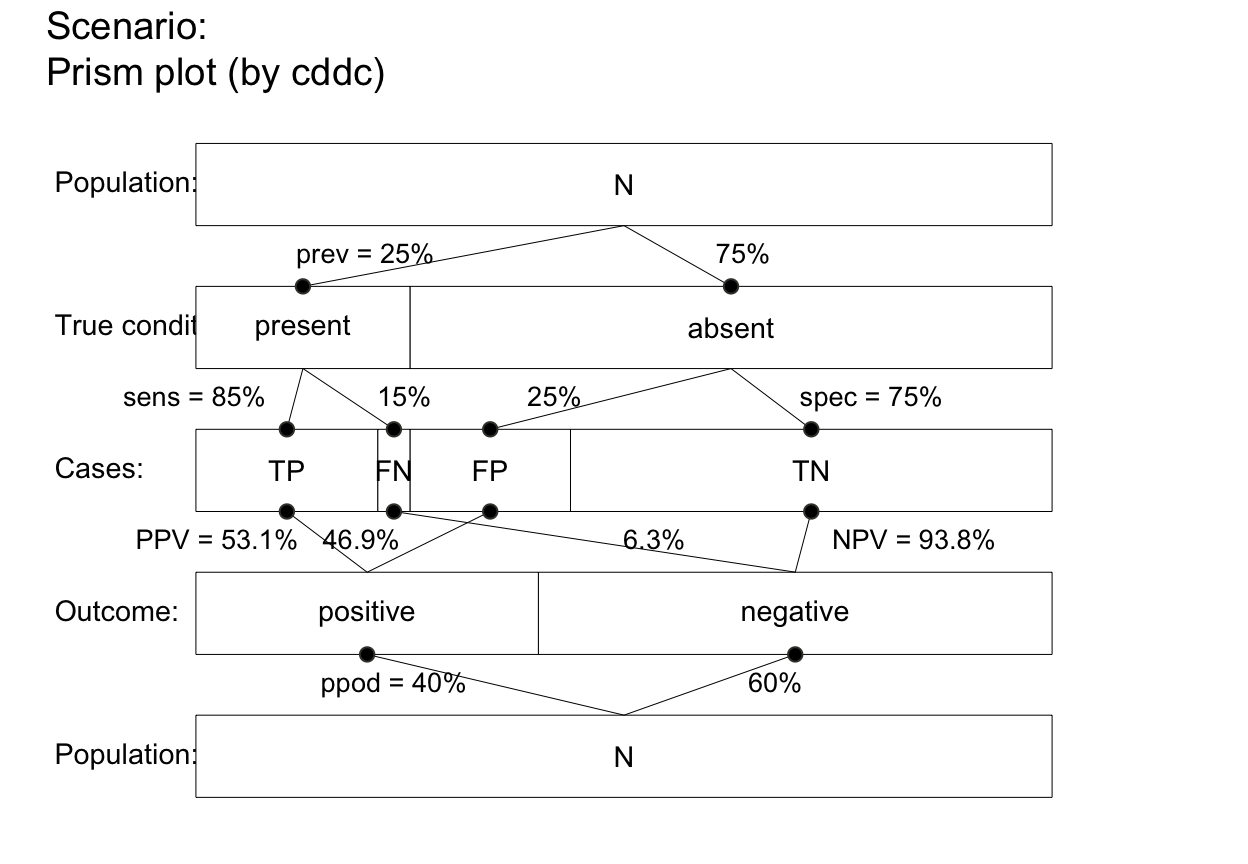 Scenario:
Prism plot (by cddc)
Population:
N
prev = 25%
75%
True condit
present
absent
sens = 85%
15%
25%
spec = 75%
Cases:
TP
FN
FP
TN
PPV = 53.1%
46.9%
6.3%
NPV = 93.8%
Outcome:
positive
negative
ppod = 40%
60%
Population:
N